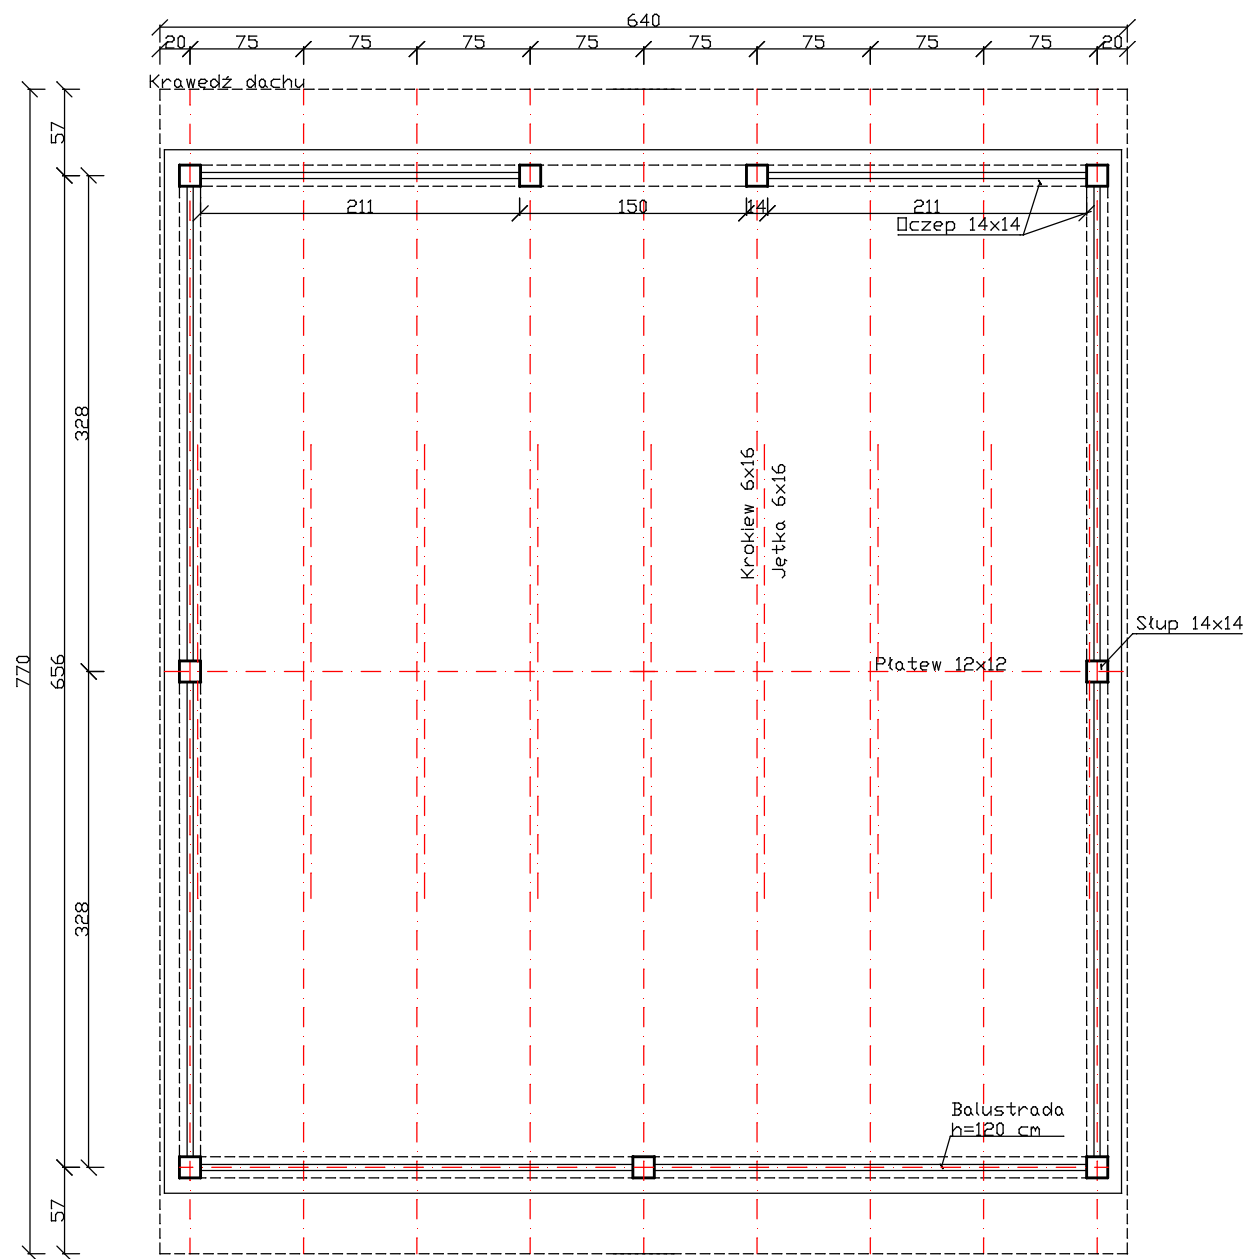 640
20 75 75 75 75 75 75 75 75 20
Krawedź dachu
57
211 150 14 211
Oczep 14x14
328
Krokiew 6x16
Jętka 6x16
Słup 14x14
770
656
Płatew 12x12
328
Balustrada
h=120 cm
57